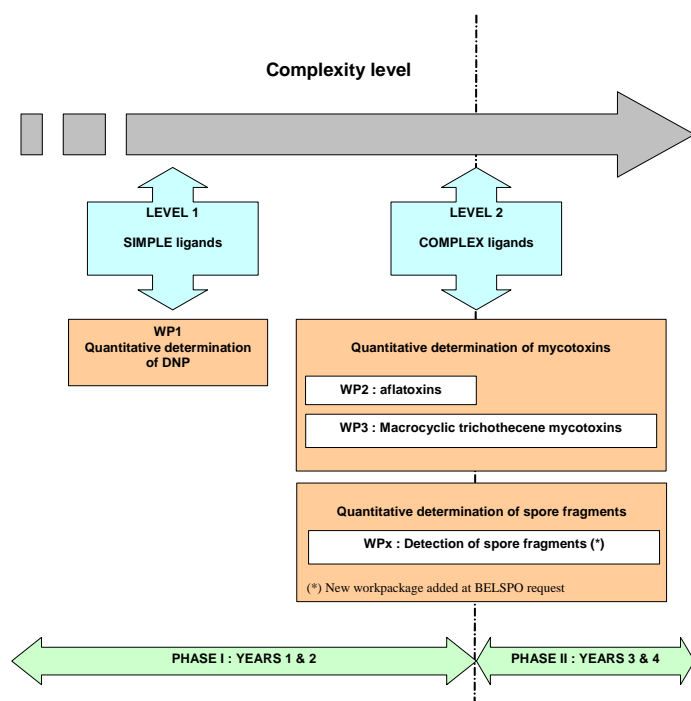 Complexity level
LEVEL 1
SIMPLE ligands
LEVEL 2
COMPLEX ligands
WP1
Quantitative determination
of DNP
Quantitative determination of mycotoxins
WP2 : aflatoxins
WP3 : Macrocyclic trichothecene mycotoxins
Quantitative determination of spore fragments
WPx : Detection of spore fragments (*)
(*) New workpackage added at BELSPO request
PHASE I : YEARS 1 & 2
PHASE II : YEARS 3 & 4